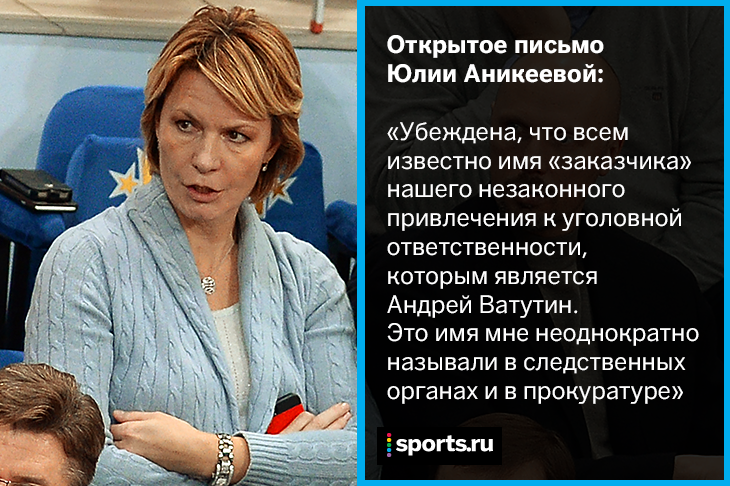 Открытое письмо
Юлии Аникеевой:
«Убеждена, что всем
известно имя «заказчика»
нашего незаконного
привлечения к уголовной
ответственности,
которым является
Андрей Ватутин.
Это имя мне неоднократно
называли в следственных
органах и в прокуратуре»
sports.ru